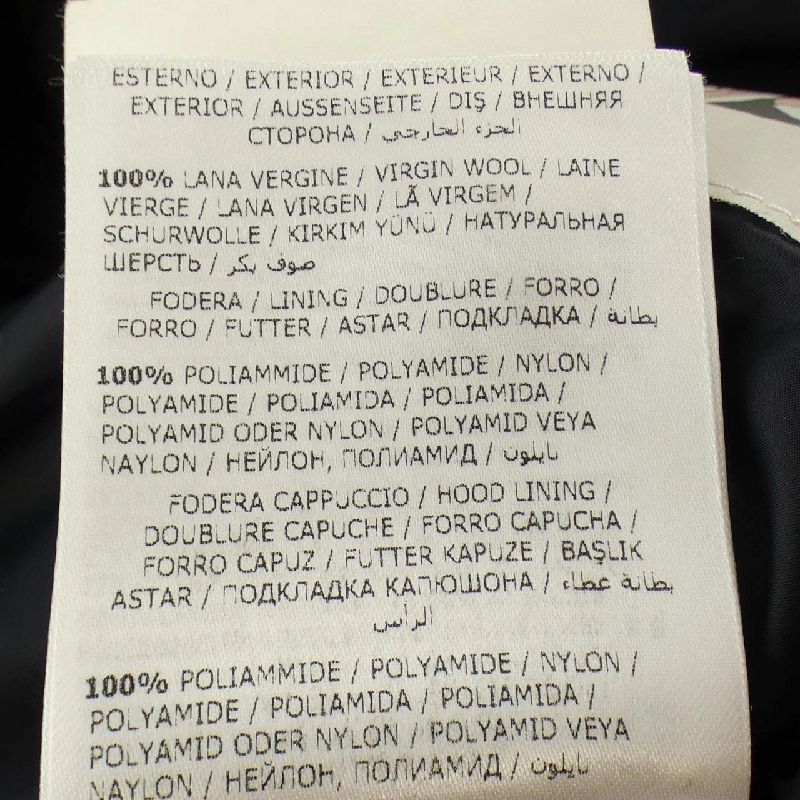 ESTERNO / EXTERIOR / EXTERIEUR / EXTERNO /
EXTERIOR / AUSSENSEITE / DIŞ / ВНЕШНЯЯ
СТОРОНА / الجزء الخارجي
100% LANA VERGINE / VIRGIN WOOL / LAINE
VIERGE / LANA VIRGEN / LÃ VIRGEM /
SCHURWOLLE / KIRKIM YÜNÜ / НАТУРАЛЬНАЯ
ШЕРСТЬ / صوف بكر
FODERA / LINING / DOUBLURE / FORRO /
FORRO / FUTTER / ASTAR / ПОДКЛАДКА / بطانة
100% POLIAMMIDE / POLYAMIDE / NYLON /
POLYAMIDE / POLIAMIDA / POLIAMIDA /
POLYAMID ODER NYLON / POLYAMID VEYA
NAYLON / НЕЙЛОН, ПОЛИАМИД / نايلون
FODERA CAPPUCCIO / HOOD LINING /
DOUBLURE CAPUCHE / FORRO CAPUCHA /
FORRO CAPUZ / FUTTER KAPUZE / BAŞLIK
ASTAR / ПОДКЛАДКА КАПЮШОНА / بطانة غطاء
الرأس
100% POLIAMMIDE / POLYAMIDE / NYLON /
POLYAMIDE / POLIAMIDA / POLIAMIDA /
POLYAMID ODER NYLON / POLYAMID VEYA
NAYLON / НЕЙЛОН, ПОЛИАМИД / نايلون